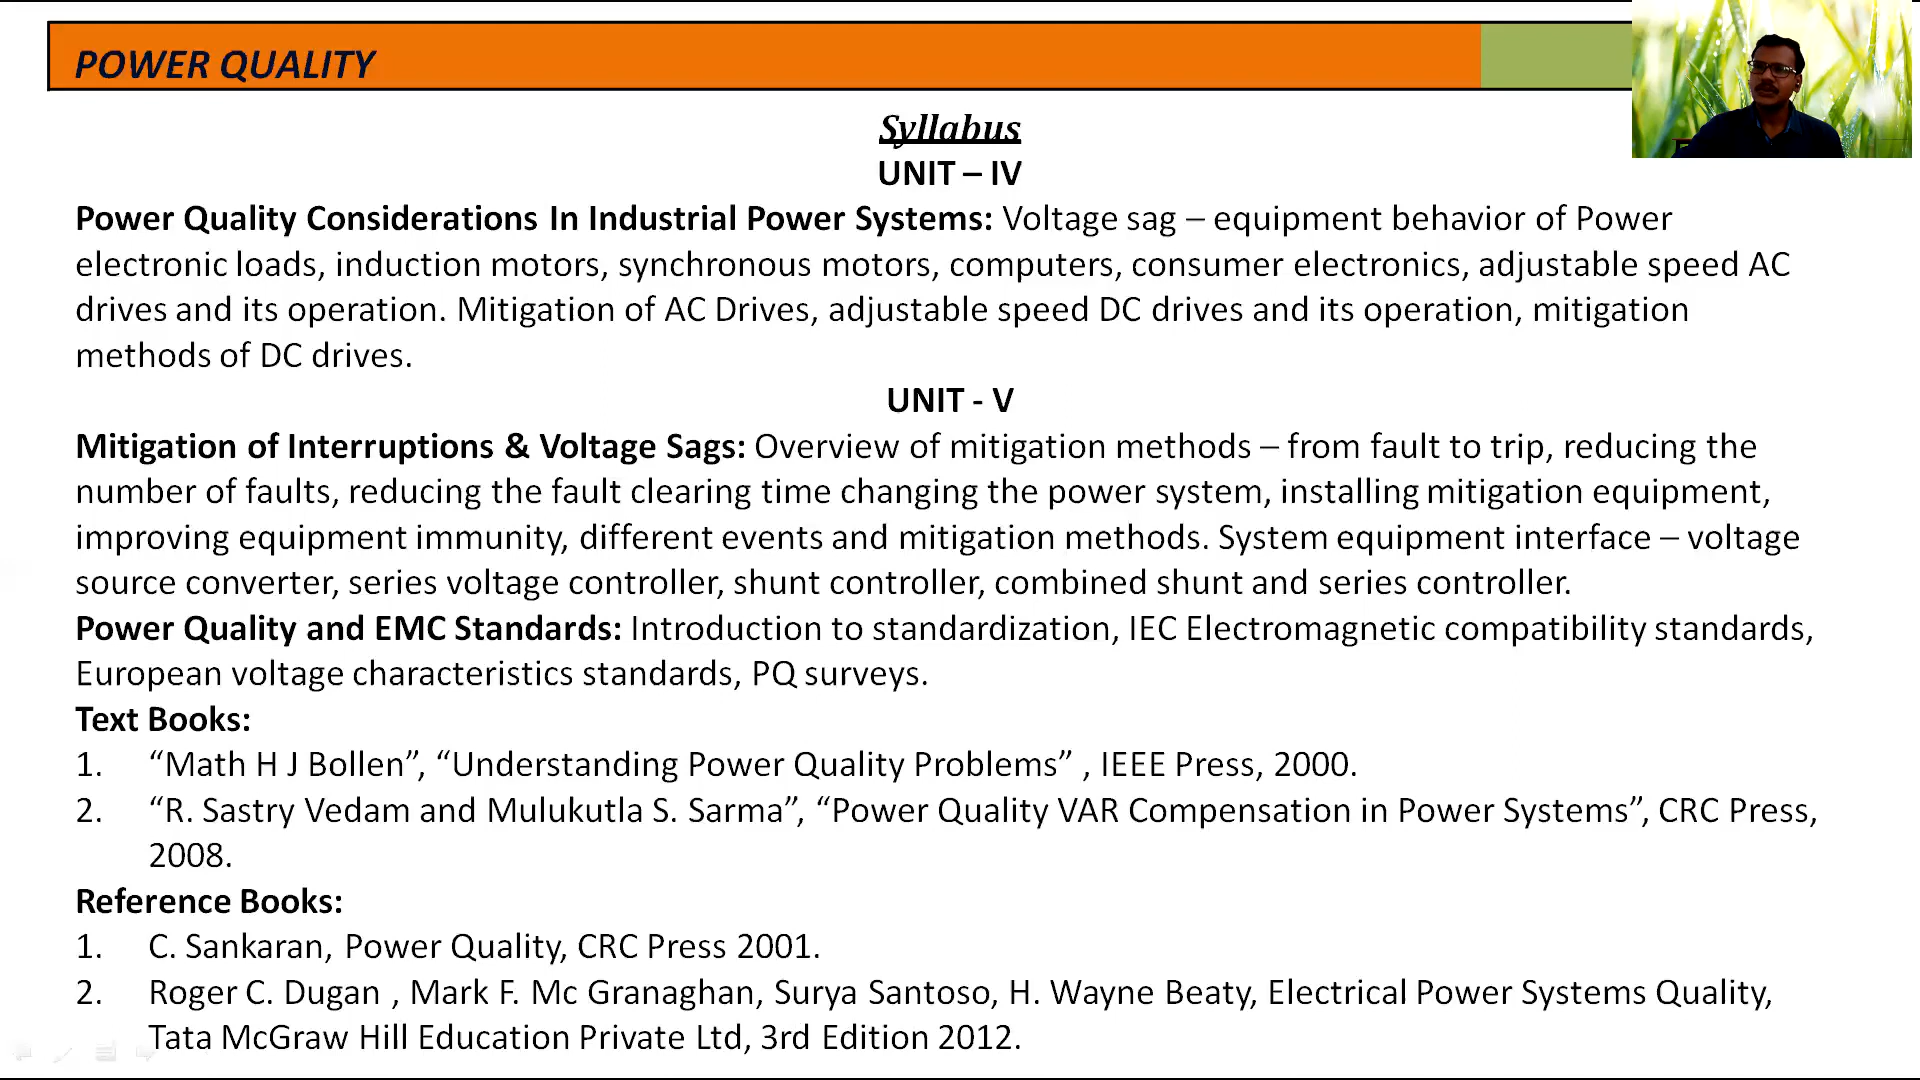 POWER QUALITY
Syllabus
UNIT – IV
Power Quality Considerations In Industrial Power Systems: Voltage sag – equipment behavior of Power
electronic loads, induction motors, synchronous motors, computers, consumer electronics, adjustable speed AC
drives and its operation. Mitigation of AC Drives, adjustable speed DC drives and its operation, mitigation
methods of DC drives.
UNIT - V
Mitigation of Interruptions & Voltage Sags: Overview of mitigation methods – from fault to trip, reducing the
number of faults, reducing the fault clearing time changing the power system, installing mitigation equipment,
improving equipment immunity, different events and mitigation methods. System equipment interface – voltage
source converter, series voltage controller, shunt controller, combined shunt and series controller.
Power Quality and EMC Standards: Introduction to standardization, IEC Electromagnetic compatibility standards,
European voltage characteristics standards, PQ surveys.
Text Books:
1. “Math H J Bollen”, “Understanding Power Quality Problems” , IEEE Press, 2000.
2. “R. Sastry Vedam and Mulukutla S. Sarma”, “Power Quality VAR Compensation in Power Systems”, CRC Press,
2008.
Reference Books:
1. C. Sankaran, Power Quality, CRC Press 2001.
2. Roger C. Dugan , Mark F. Mc Granaghan, Surya Santoso, H. Wayne Beaty, Electrical Power Systems Quality,
Tata McGraw Hill Education Private Ltd, 3rd Edition 2012.